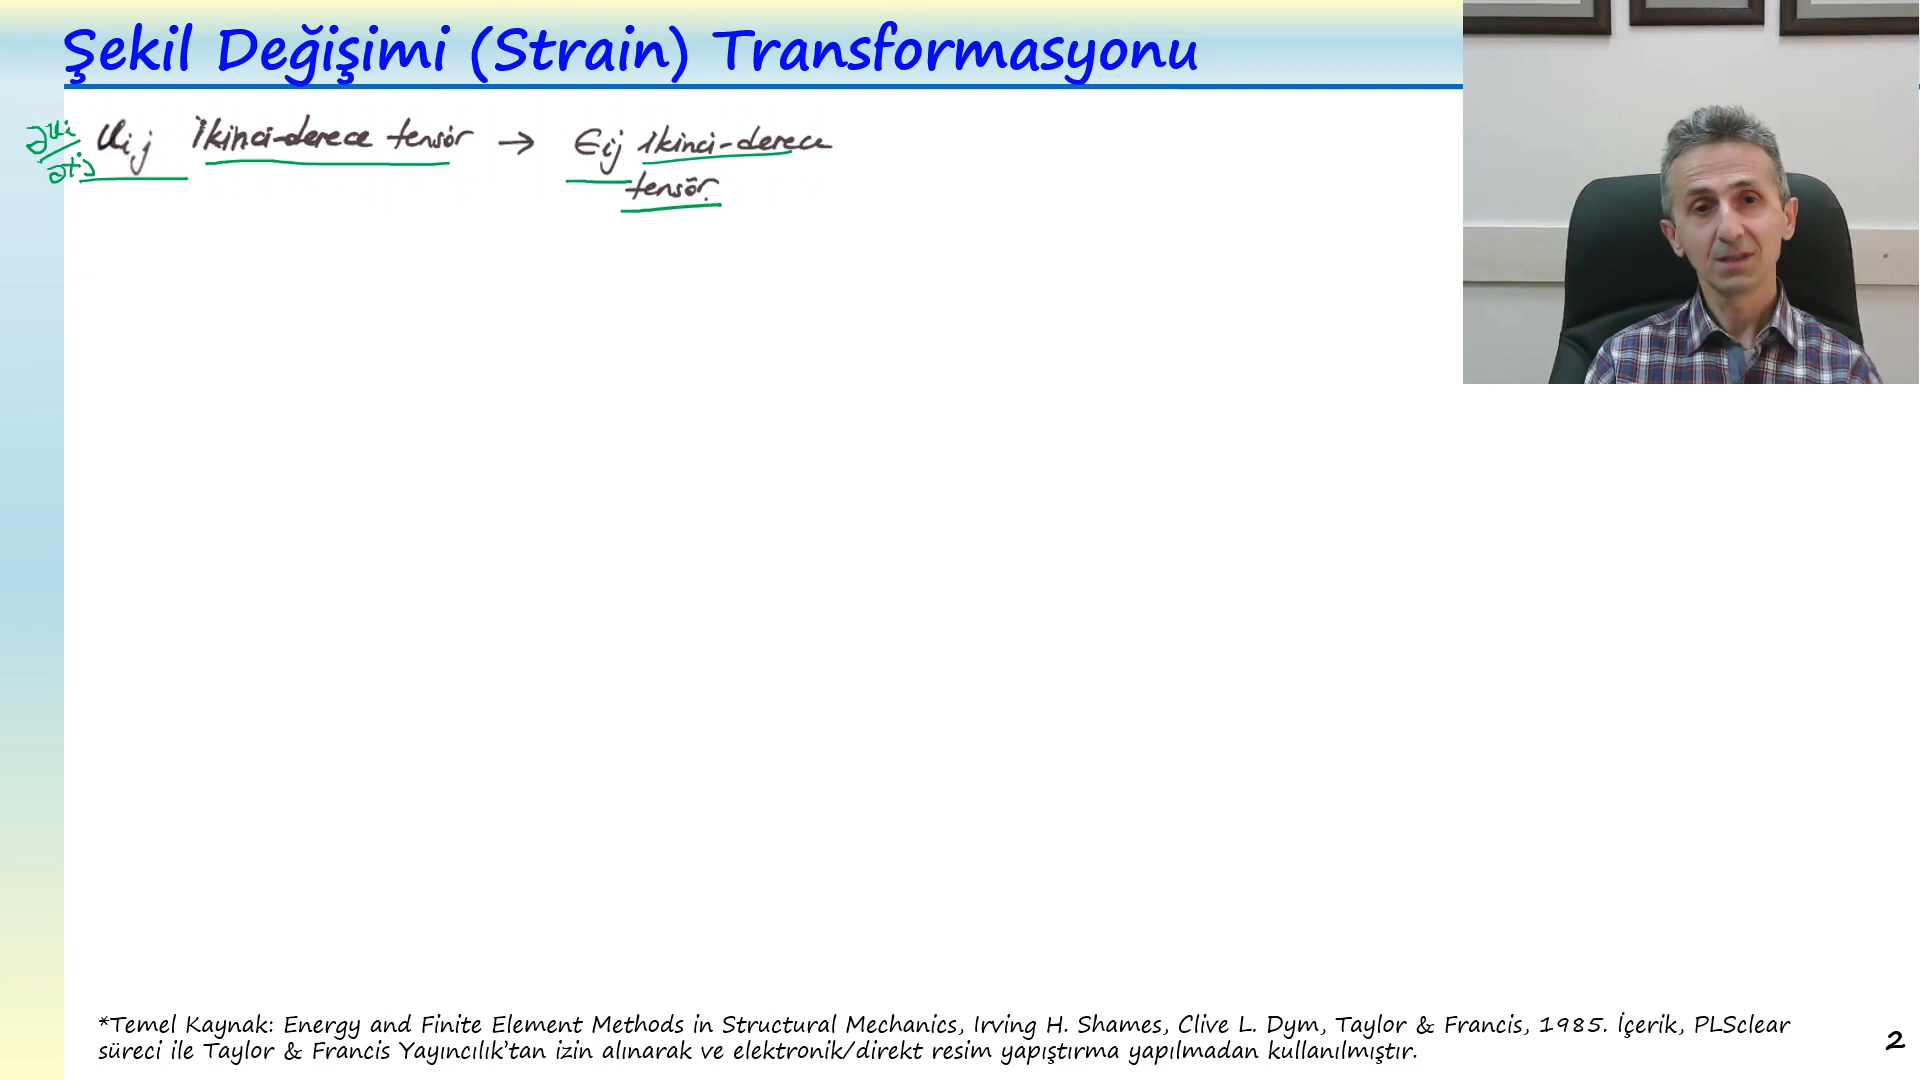 Şekil Değişimi (Strain) Transformasyonu
∂ui/∂xj ui,j İkinci-derece tensör → ϵij ikinci-derece
tensör.
*Temel Kaynak: Energy and Finite Element Methods in Structural Mechanics, Irving H. Shames, Clive L. Dym, Taylor & Francis, 1985. İçerik, PLSclear
süreci ile Taylor & Francis Yayıncılık'tan izin alınarak ve elektronik/direkt resim yapıştırma yapılmadan kullanılmıştır.
2